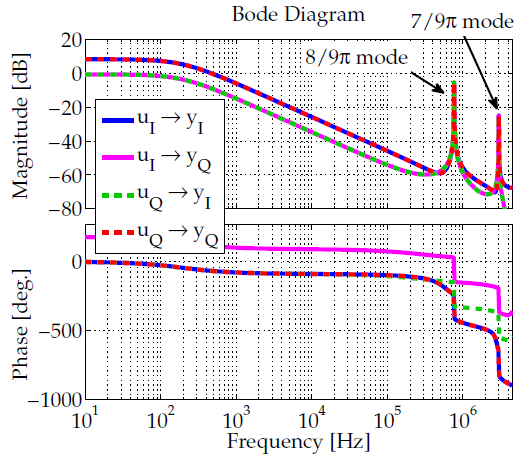 Bode Diagram
7/9π mode
8/9π mode
Magnitude [dB]
20
0
−20
−40
−60
−80
u_I → y_I
u_I → y_Q
u_Q → y_I
u_Q → y_Q
Phase [deg.]
0
−500
−1000
10^1
10^2
10^3
10^4
10^5
10^6
Frequency [Hz]